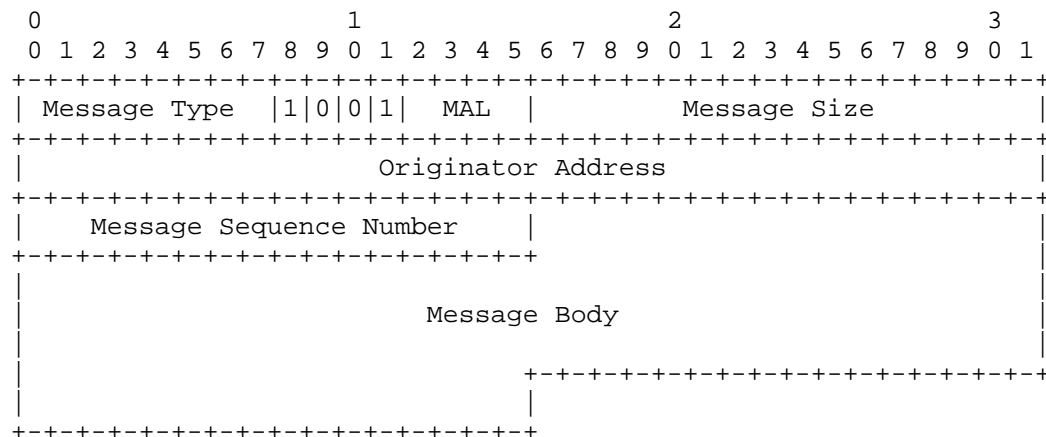 0                   1                   2                   3
 0 1 2 3 4 5 6 7 8 9 0 1 2 3 4 5 6 7 8 9 0 1 2 3 4 5 6 7 8 9 0 1
+-+-+-+-+-+-+-+-+-+-+-+-+-+-+-+-+-+-+-+-+-+-+-+-+-+-+-+-+-+-+-+-+
| Message Type  |1|0|0|1|  MAL  |         Message Size          |
+-+-+-+-+-+-+-+-+-+-+-+-+-+-+-+-+-+-+-+-+-+-+-+-+-+-+-+-+-+-+-+-+
|                      Originator Address                       |
+-+-+-+-+-+-+-+-+-+-+-+-+-+-+-+-+-+-+-+-+-+-+-+-+-+-+-+-+-+-+-+-+
|    Message Sequence Number    |                               |
+-+-+-+-+-+-+-+-+-+-+-+-+-+-+-+-+                               |
|                                                               |
|                         Message Body                          |
|                                                               |
|                               +-+-+-+-+-+-+-+-+-+-+-+-+-+-+-+-+
|                               |
+-+-+-+-+-+-+-+-+-+-+-+-+-+-+-+-+